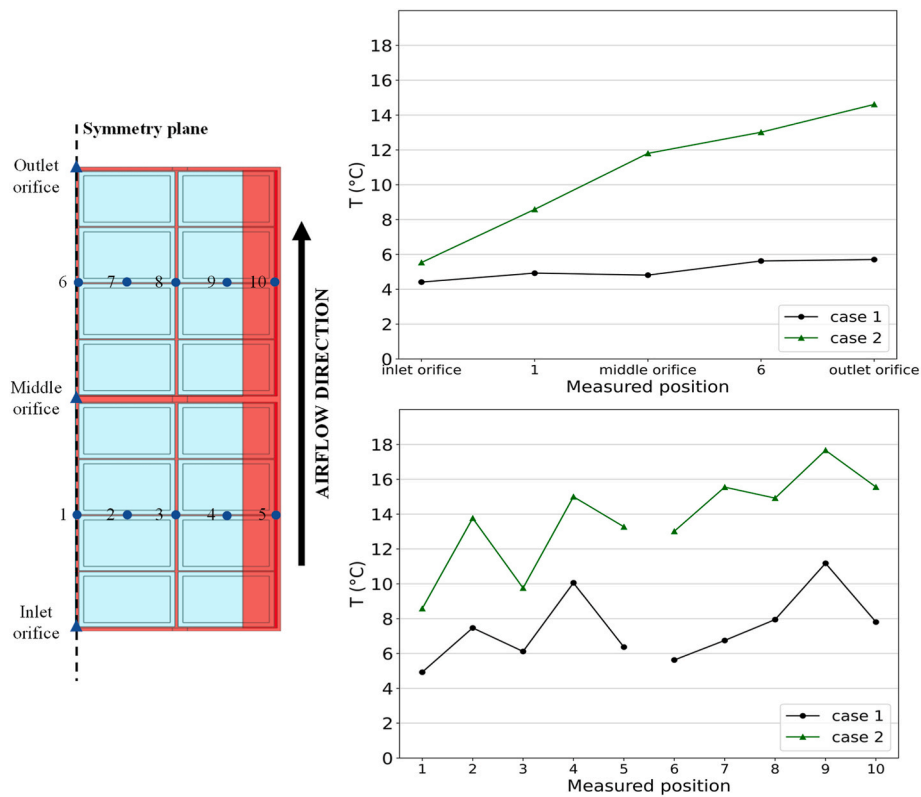 Symmetry plane
Outlet
orifice
6 7 8 9 10
Middle
orifice
1 2 3 4 5
Inlet
orifice
AIRFLOW DIRECTION
18
16
14
12
10
8
6
4
2
0
T (°C)
case 1
case 2
inlet orifice 1 middle orifice 6 outlet orifice
Measured position
18
16
14
12
10
8
6
4
2
0
T (°C)
case 1
case 2
1 2 3 4 5 6 7 8 9 10
Measured position